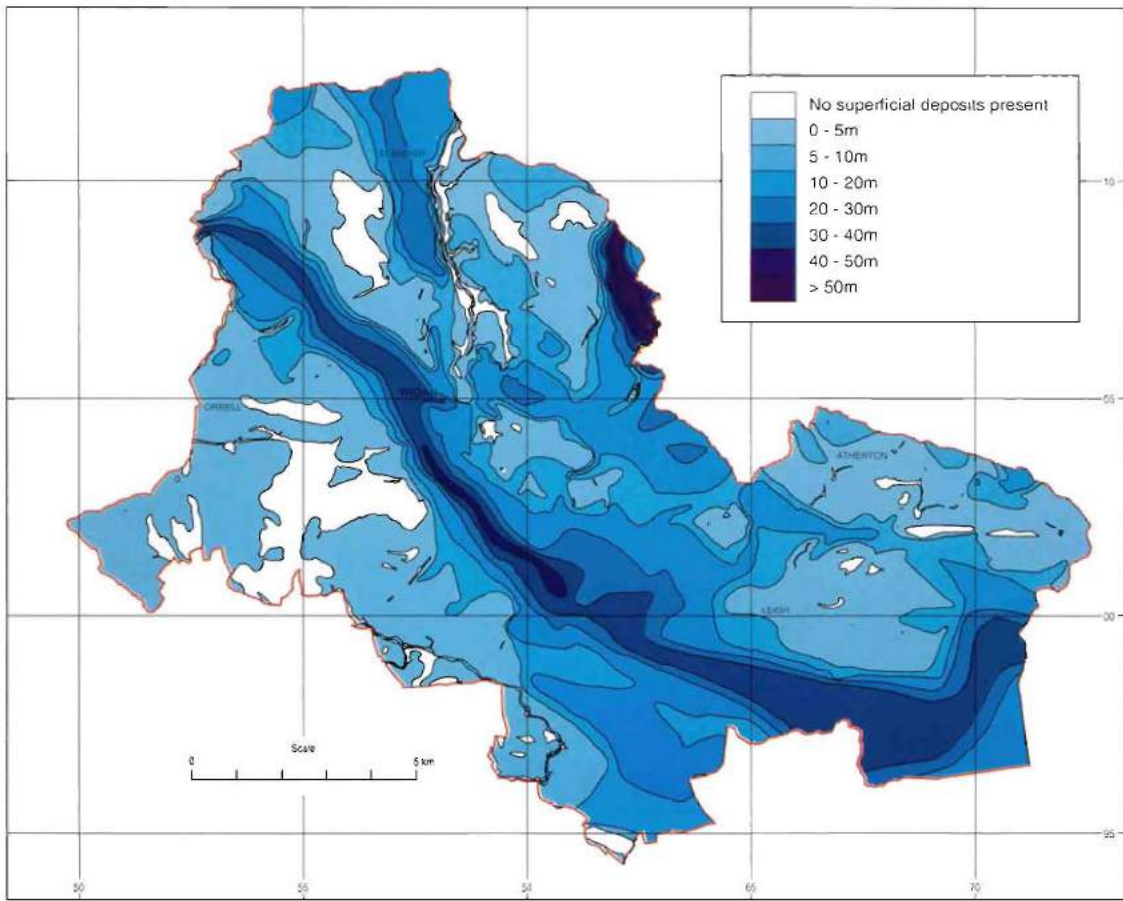 No superficial deposits present
0 - 5m
5 - 10m
10 - 20m
20 - 30m
30 - 40m
40 - 50m
> 50m
STANDISH
10
WIGAN
ORRELL
05
ATHERTON
LEIGH
00
Scale
0
5 km
95
50
55
65
70